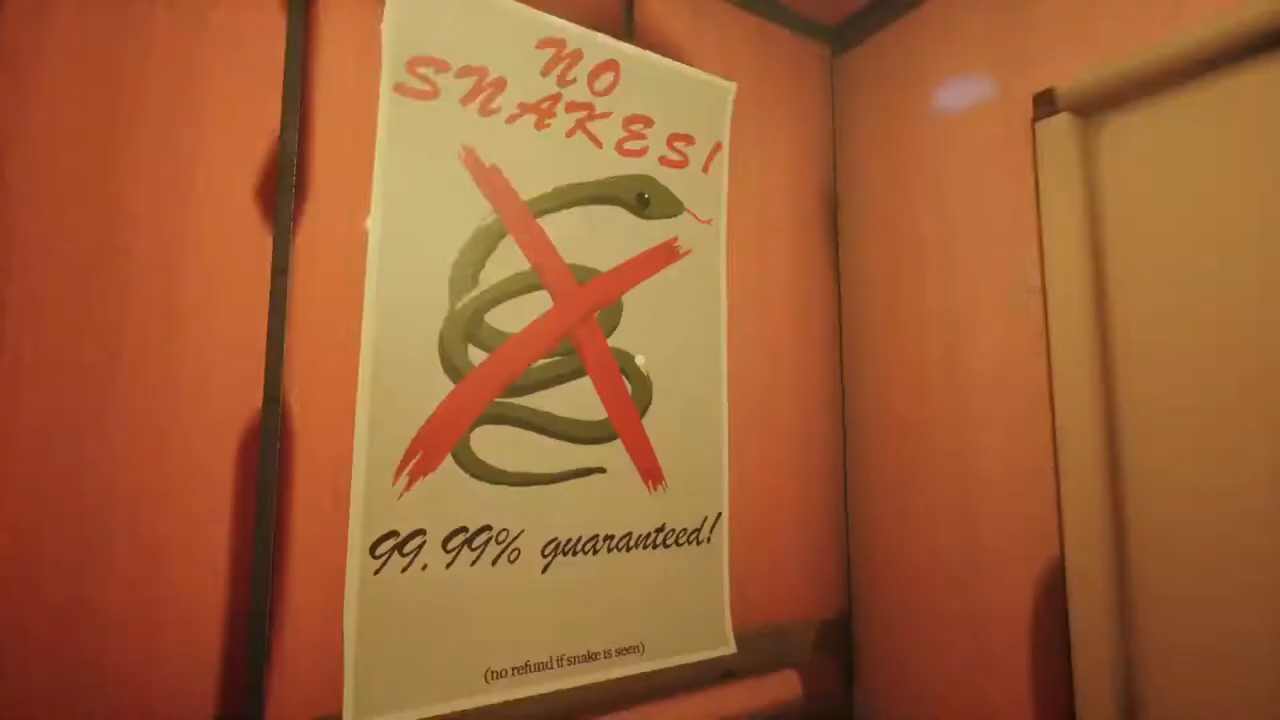 NO
SNAKES!
99.99% guaranteed!
(no refund if snake is seen)